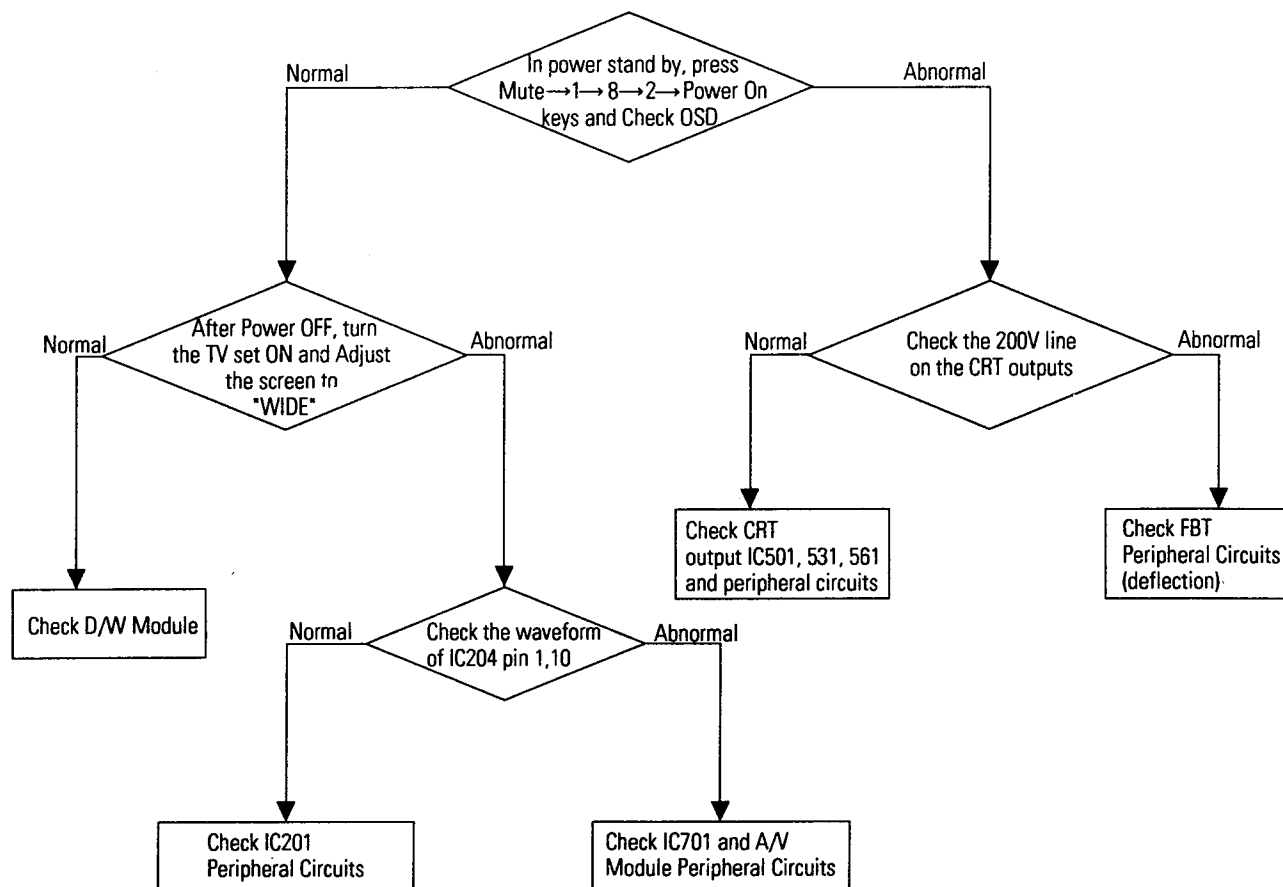 In power stand by, press
Mute→1→8→2→Power On
keys and Check OSD
Normal
Abnormal
After Power OFF, turn
the TV set ON and Adjust
the screen to
"WIDE"
Normal
Abnormal
Check the 200V line
on the CRT outputs
Normal
Abnormal
Check D/W Module
Check the waveform
of IC204 pin 1,10
Normal
Abnormal
Check CRT
output IC501, 531, 561
and peripheral circuits
Check FBT
Peripheral Circuits
(deflection)
Check IC201
Peripheral Circuits
Check IC701 and A/V
Module Peripheral Circuits